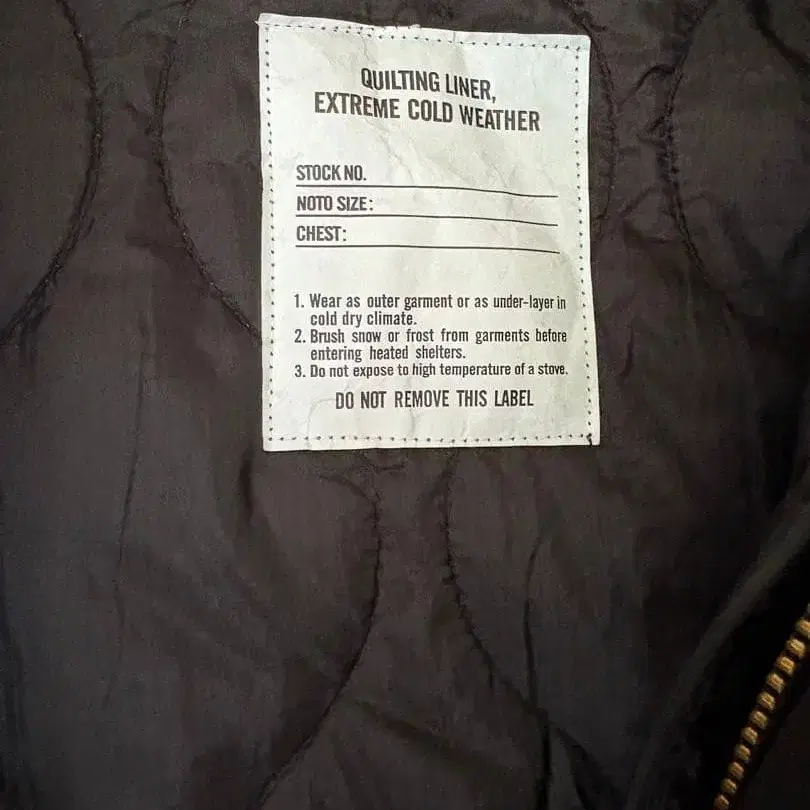 QUILTING LINER,
EXTREME COLD WEATHER
STOCK NO.
NOTO SIZE:
CHEST:
1. Wear as outer garment or as under-layer in
cold dry climate.
2. Brush snow or frost from garments before
entering heated shelters.
3. Do not expose to high temperature of a stove.
DO NOT REMOVE THIS LABEL